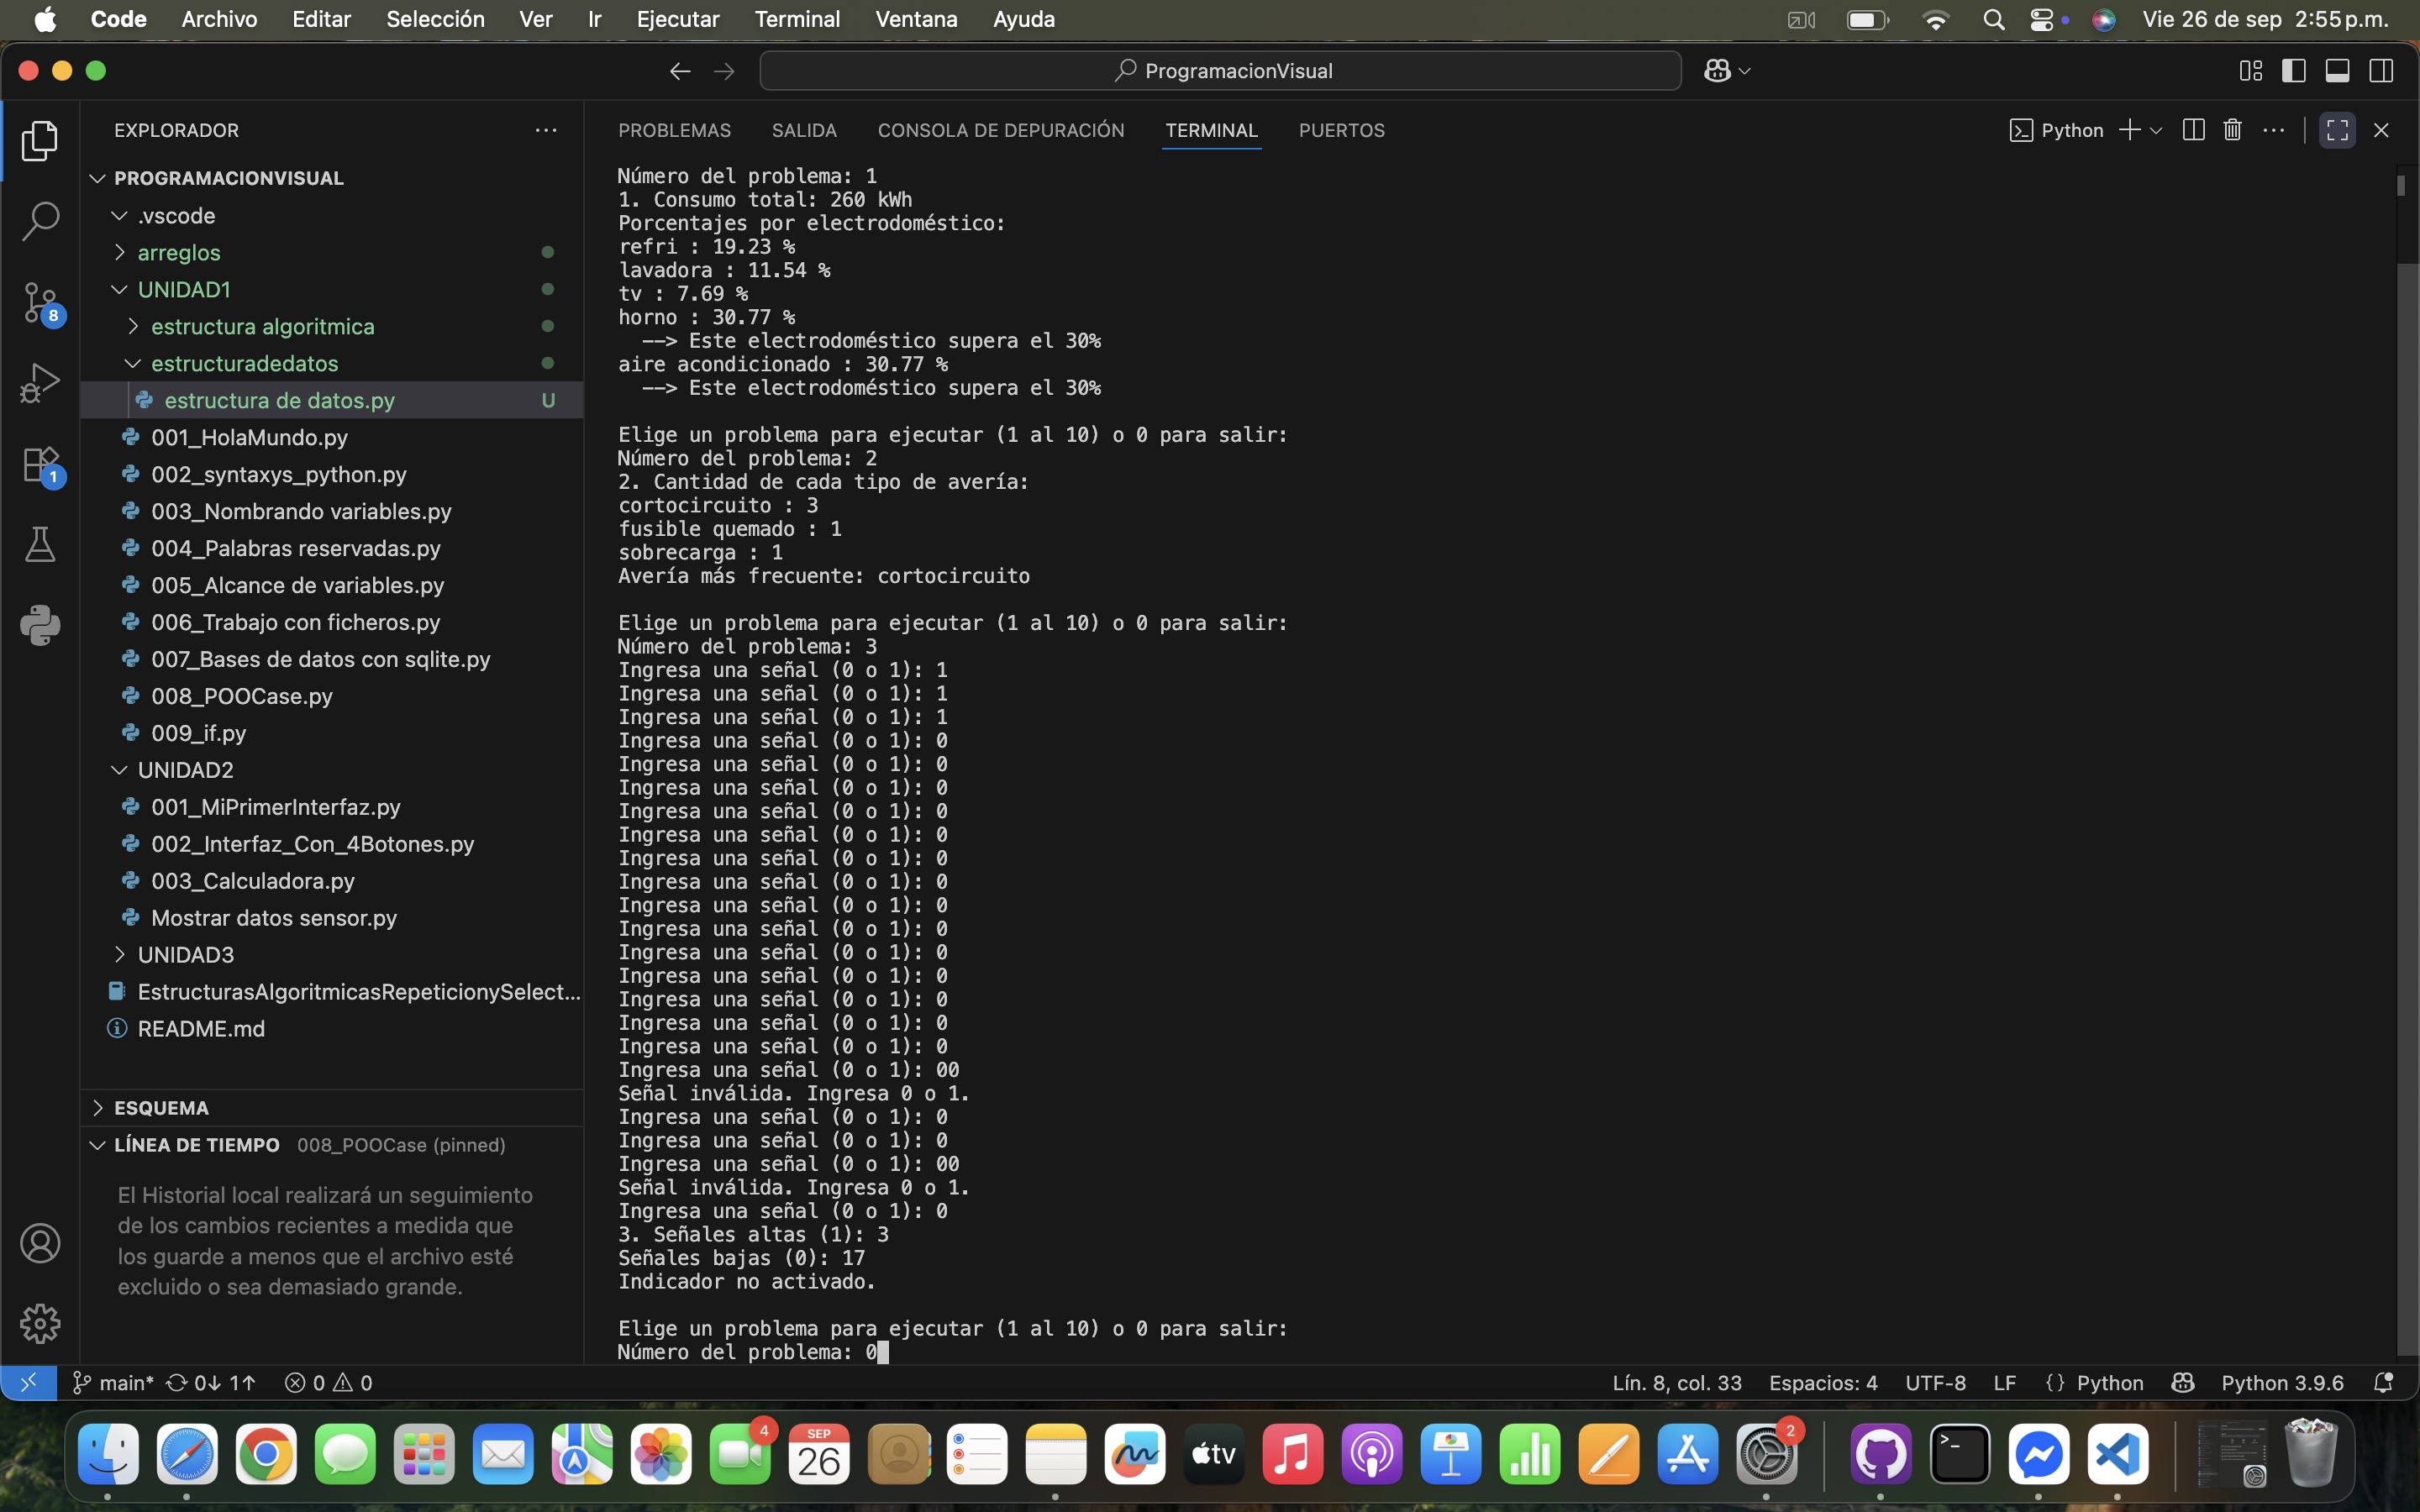 Code Archivo Editar Selección Ver Ir Ejecutar Terminal Ventana Ayuda Vie 26 de sep 2:55 p.m.
ProgramacionVisual
EXPLORADOR
PROGRAMACIONVISUAL
.vscode
arreglos
UNIDAD1
estructura algoritmica
estructuradedatos
estructura de datos.py U
001_HolaMundo.py
002_syntaxys_python.py
003_Nombrando variables.py
004_Palabras reservadas.py
005_Alcance de variables.py
006_Trabajo con ficheros.py
007_Bases de datos con sqlite.py
008_POOCase.py
009_if.py
UNIDAD2
001_MiPrimerInterfaz.py
002_Interfaz_Con_4Botones.py
003_Calculadora.py
Mostrar datos sensor.py
UNIDAD3
EstructurasAlgoritmicasRepeticionySelect...
README.md
ESQUEMA
LÍNEA DE TIEMPO 008_POOCase (pinned)
El Historial local realizará un seguimiento
de los cambios recientes a medida que
los guarde a menos que el archivo esté
excluido o sea demasiado grande.
8
1
PROBLEMAS SALIDA CONSOLA DE DEPURACIÓN TERMINAL PUERTOS Python
Número del problema: 1
1. Consumo total: 260 kWh
Porcentajes por electrodoméstico:
refri : 19.23 %
lavadora : 11.54 %
tv : 7.69 %
horno : 30.77 %
--> Este electrodoméstico supera el 30%
aire acondicionado : 30.77 %
--> Este electrodoméstico supera el 30%
Elige un problema para ejecutar (1 al 10) o 0 para salir:
Número del problema: 2
2. Cantidad de cada tipo de avería:
cortocircuito : 3
fusible quemado : 1
sobrecarga : 1
Avería más frecuente: cortocircuito
Elige un problema para ejecutar (1 al 10) o 0 para salir:
Número del problema: 3
Ingresa una señal (0 o 1): 1
Ingresa una señal (0 o 1): 1
Ingresa una señal (0 o 1): 1
Ingresa una señal (0 o 1): 0
Ingresa una señal (0 o 1): 0
Ingresa una señal (0 o 1): 0
Ingresa una señal (0 o 1): 0
Ingresa una señal (0 o 1): 0
Ingresa una señal (0 o 1): 0
Ingresa una señal (0 o 1): 0
Ingresa una señal (0 o 1): 0
Ingresa una señal (0 o 1): 0
Ingresa una señal (0 o 1): 0
Ingresa una señal (0 o 1): 0
Ingresa una señal (0 o 1): 0
Ingresa una señal (0 o 1): 0
Ingresa una señal (0 o 1): 0
Ingresa una señal (0 o 1): 00
Señal inválida. Ingresa 0 o 1.
Ingresa una señal (0 o 1): 0
Ingresa una señal (0 o 1): 0
Ingresa una señal (0 o 1): 00
Señal inválida. Ingresa 0 o 1.
Ingresa una señal (0 o 1): 0
3. Señales altas (1): 3
Señales bajas (0): 17
Indicador no activado.
Elige un problema para ejecutar (1 al 10) o 0 para salir:
Número del problema: 0
main* 0↓ 1↑ 0 0 Lín. 8, col. 33 Espacios: 4 UTF-8 LF {} Python Python 3.9.6
4
SEP
26
tv
2